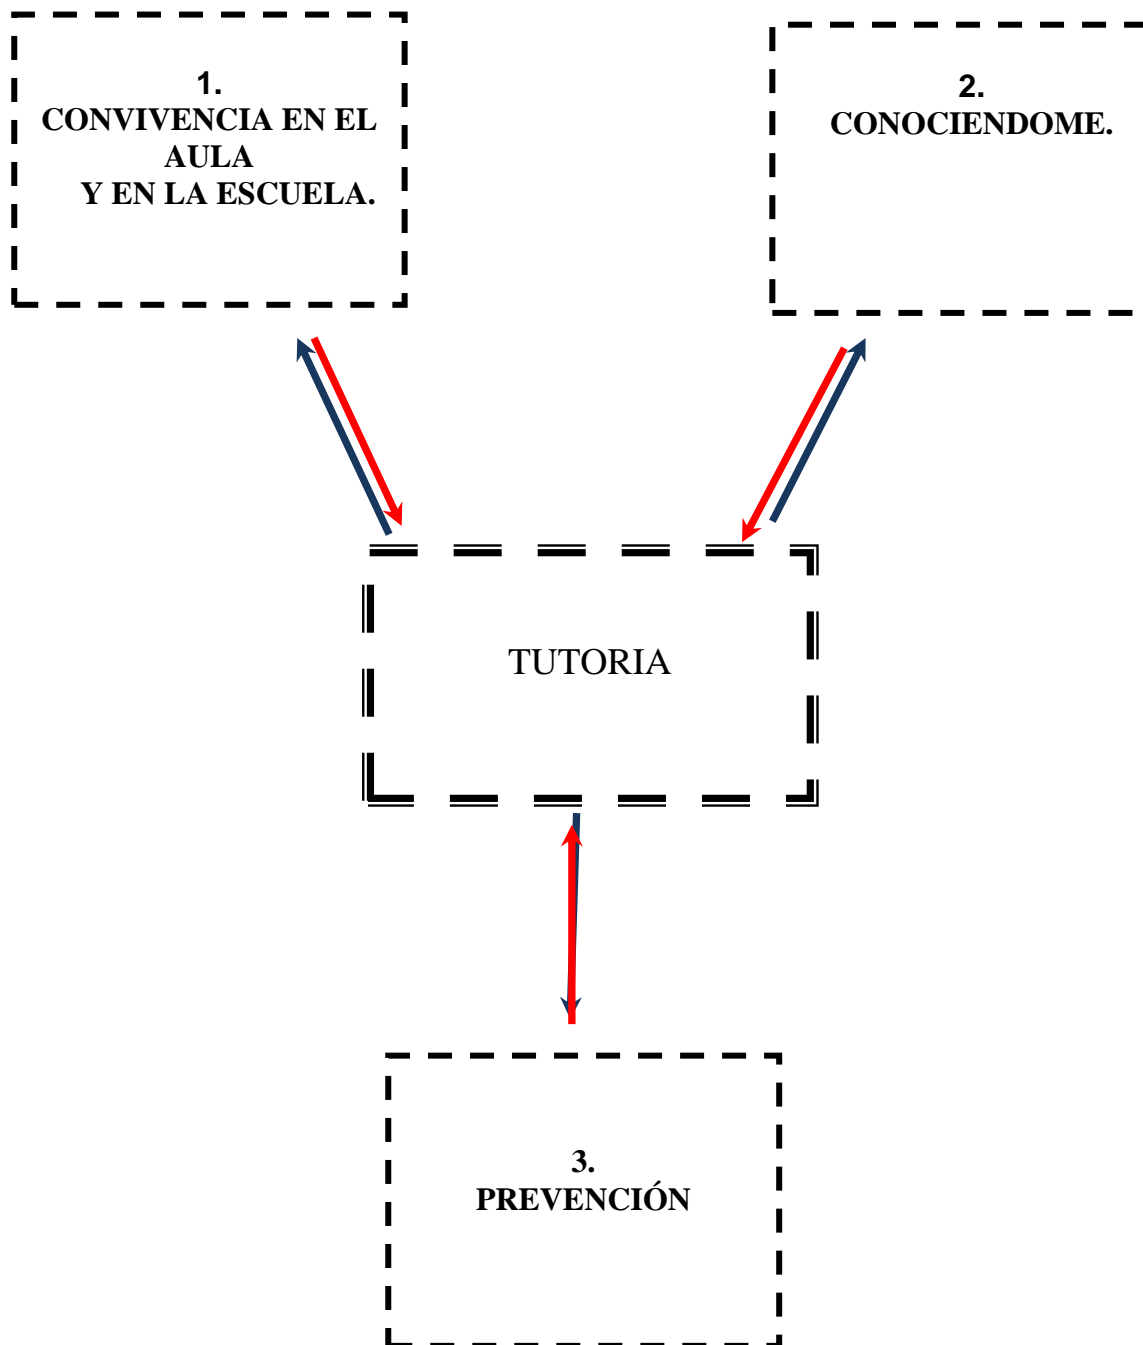 1.
CONVIVENCIA EN EL
AULA
Y EN LA ESCUELA.
2.
CONOCIENDOME.
TUTORIA
3.
PREVENCIÓN